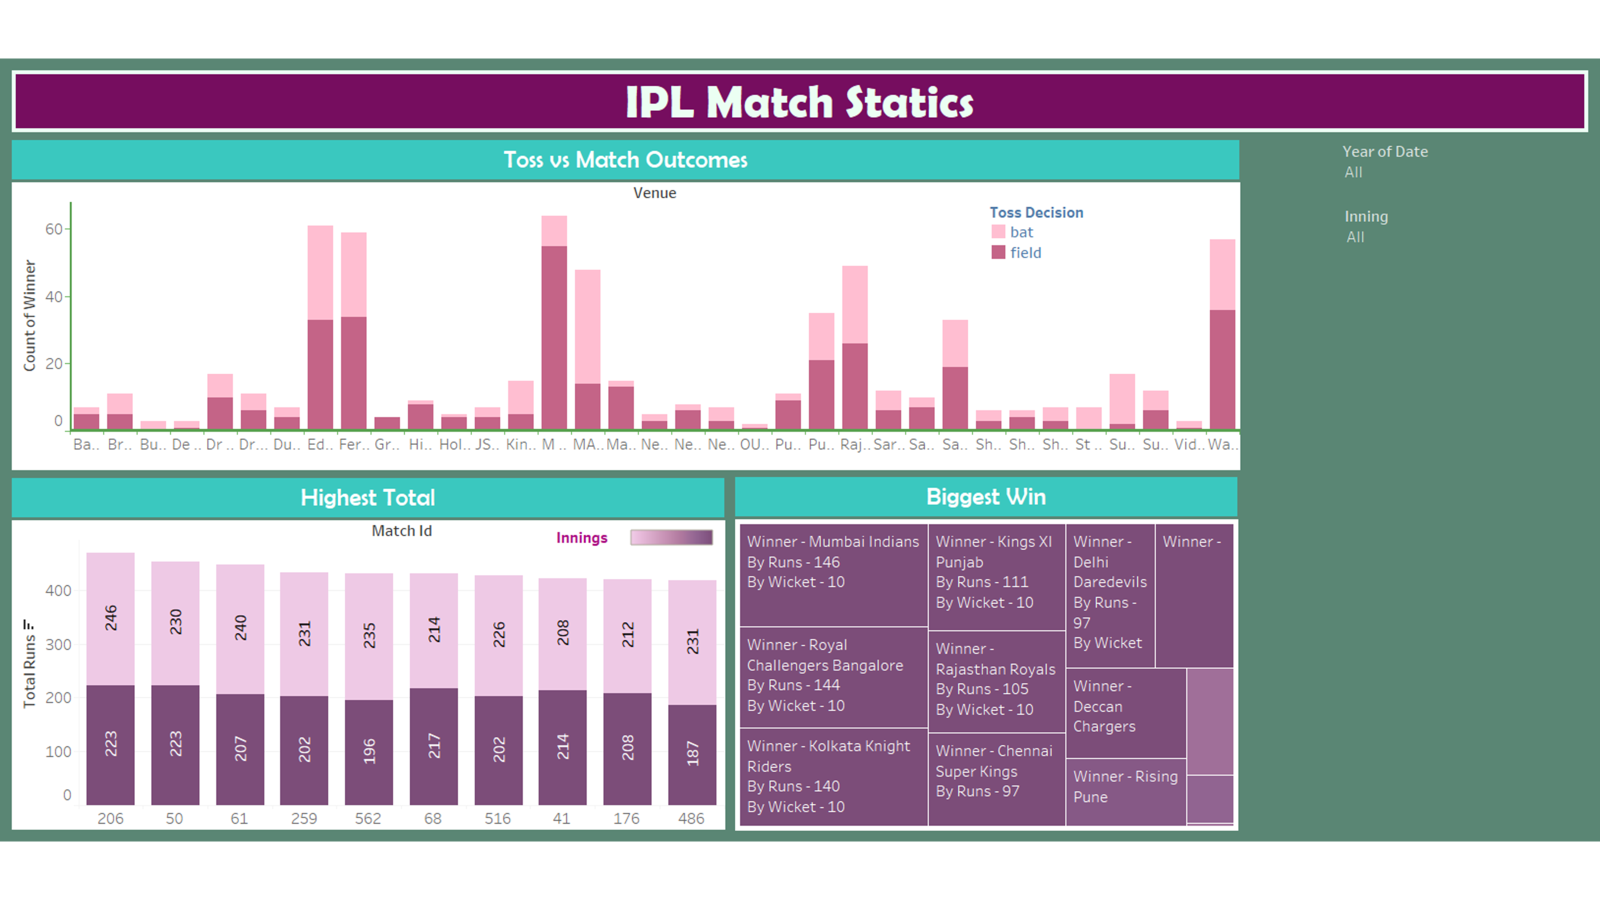 IPL Match Statics
Toss vs Match Outcomes
Year of Date
All
Inning
All
Venue
Toss Decision
bat
field
Count of Winner
60
40
20
0
Ba.. Br.. Bu.. De .. Dr .. Dr... Du.. Ed.. Fer.. Gr.. Hi.. Hol.. JS.. Kin.. M .. MA.. Ma.. Ne.. Ne.. Ne.. OU.. Pu.. Pu.. Raj.. Sar.. Sa.. Sa.. Sh.. Sh.. Sh.. St .. Su.. Su.. Vid.. Wa..
Highest Total
Match Id
Innings
Total Runs
400
300
200
100
0
246 230 240 231 235 214 226 208 212 231
223 223 207 202 196 217 202 214 208 187
206 50 61 259 562 68 516 41 176 486
Biggest Win
Winner - Mumbai Indians
By Runs - 146
By Wicket - 10
Winner - Royal
Challengers Bangalore
By Runs - 144
By Wicket - 10
Winner - Kolkata Knight
Riders
By Runs - 140
By Wicket - 10
Winner - Kings XI
Punjab
By Runs - 111
By Wicket - 10
Winner -
Rajasthan Royals
By Runs - 105
By Wicket - 10
Winner - Chennai
Super Kings
By Runs - 97
Winner -
Delhi
Daredevils
By Runs -
97
By Wicket
Winner -
Winner -
Deccan
Chargers
Winner - Rising
Pune